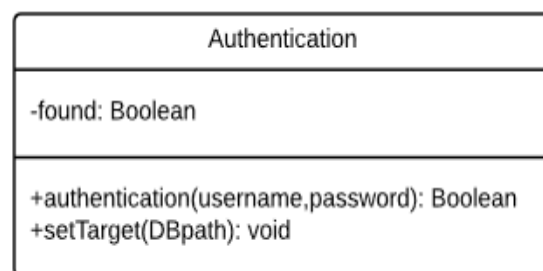 Authentication
-found: Boolean
+authentication(username,password): Boolean
+setTarget(DBpath): void